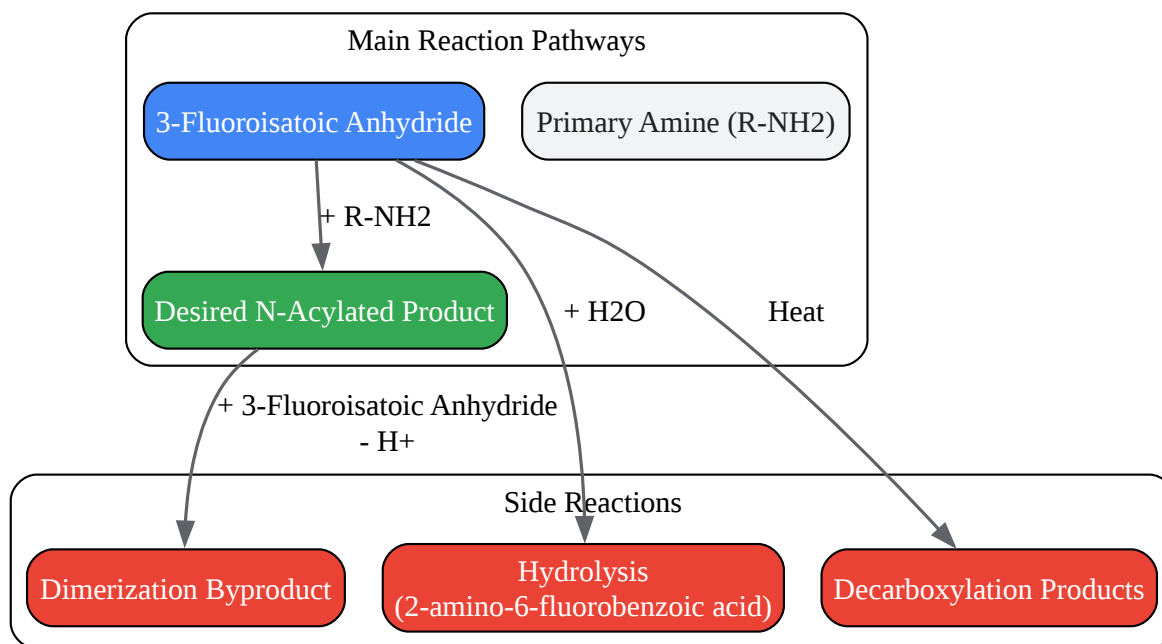 Main Reaction Pathways
3-Fluoroisatoic Anhydride
Primary Amine (R-NH2)
+ R-NH2
Desired N-Acylated Product
+ H2O
Heat
+ 3-Fluoroisatoic Anhydride
- H+
Side Reactions
Dimerization Byproduct
Hydrolysis
(2-amino-6-fluorobenzoic acid)
Decarboxylation Products